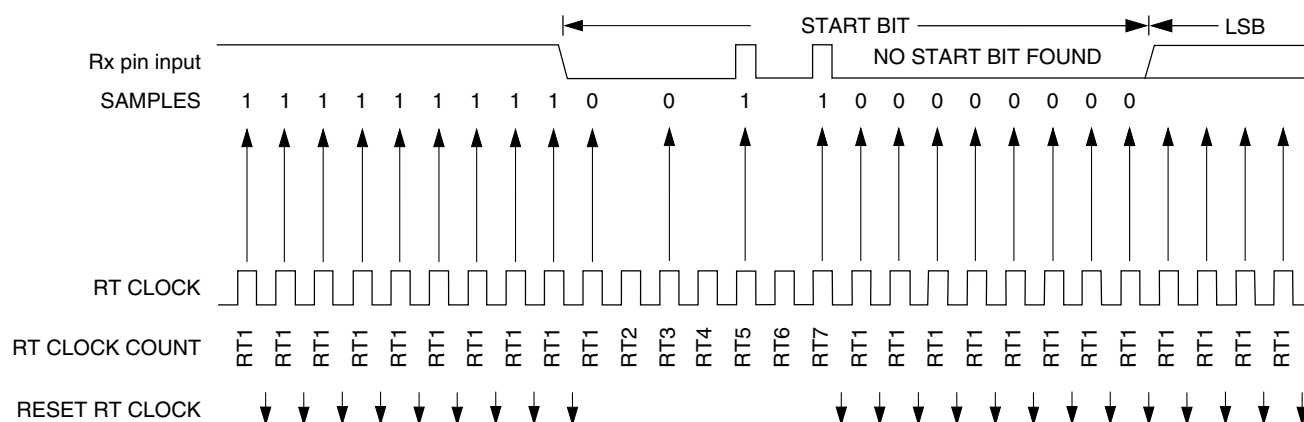 START BIT
LSB
Rx pin input
NO START BIT FOUND
SAMPLES 1 1 1 1 1 1 1 1 1 0 0 1 1 0 0 0 0 0 0 0 0
RT CLOCK
RT CLOCK COUNT RT1 RT1 RT1 RT1 RT1 RT1 RT1 RT1 RT1 RT1 RT2 RT3 RT4 RT5 RT6 RT7 RT1 RT1 RT1 RT1 RT1 RT1 RT1 RT1 RT1 RT1 RT1 RT1
RESET RT CLOCK